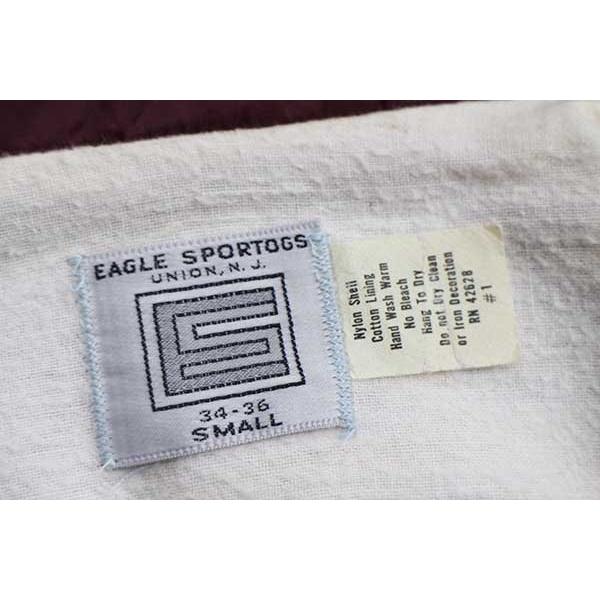 EAGLE SPORTOGS
UNION, N. J.
34-36
SMALL
Nylon Shell
Cotton Lining
Hand Wash Warm
No Bleach
Hang To Dry
Do not Dry Clean
or Iron Decoration
RN 42628
#1